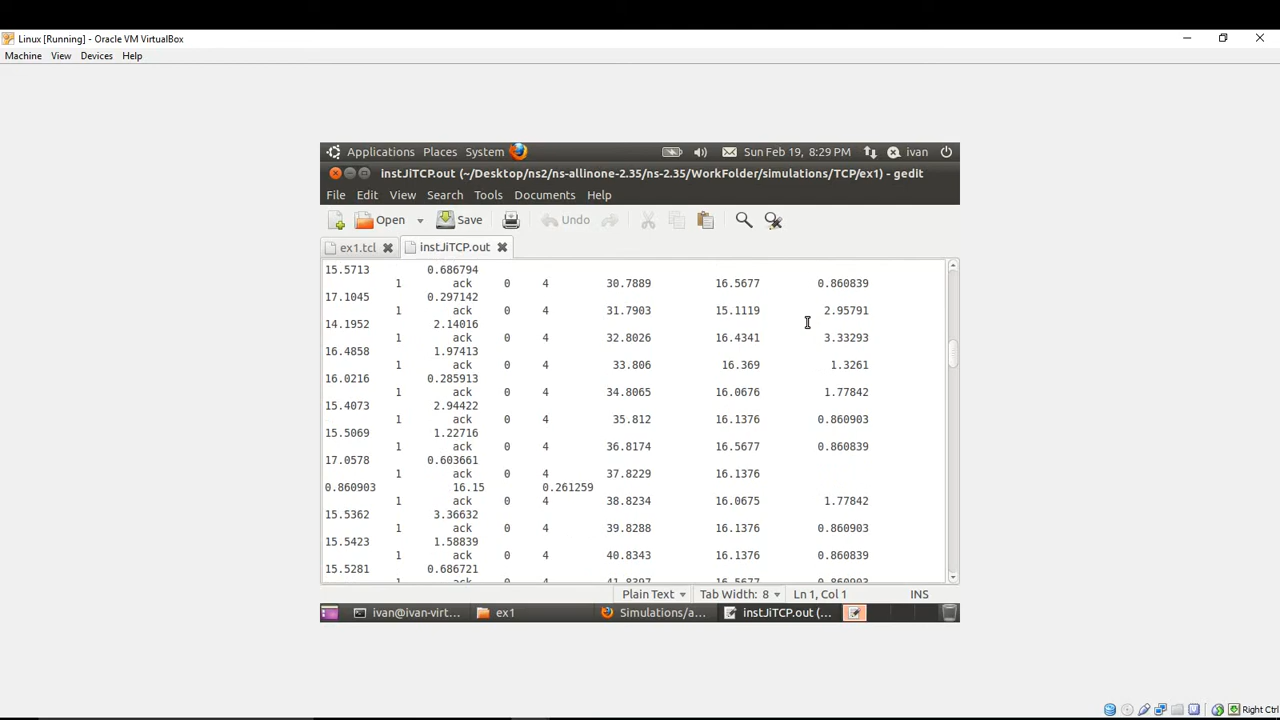 Linux [Running] - Oracle VM VirtualBox
Machine View Devices Help
Applications Places System Sun Feb 19, 8:29 PM ivan
instJiTCP.out (~/Desktop/ns2/ns-allinone-2.35/ns-2.35/WorkFolder/simulations/TCP/ex1) - gedit
File Edit View Search Tools Documents Help
Open Save Undo
ex1.tcl instJiTCP.out
15.5713 0.686794
1 ack 0 4 30.7889 16.5677 0.860839
17.1045 0.297142
1 ack 0 4 31.7903 15.1119 2.95791
14.1952 2.14016
1 ack 0 4 32.8026 16.4341 3.33293
16.4858 1.97413
1 ack 0 4 33.806 16.369 1.3261
16.0216 0.285913
1 ack 0 4 34.8065 16.0676 1.77842
15.4073 2.94422
1 ack 0 4 35.812 16.1376 0.860903
15.5069 1.22716
1 ack 0 4 36.8174 16.5677 0.860839
17.0578 0.603661
1 ack 0 4 37.8229 16.1376
0.860903 16.15 0.261259
1 ack 0 4 38.8234 16.0675 1.77842
15.5362 3.36632
1 ack 0 4 39.8288 16.1376 0.860903
15.5423 1.58839
1 ack 0 4 40.8343 16.1376 0.860839
15.5281 0.686721
1 ack 0 4 41.8397 16.5677 0.860903
Plain Text Tab Width: 8 Ln 1, Col 1 INS
ivan@ivan-virt... ex1 Simulations/a... instJiTCP.out (...
Right Ctrl